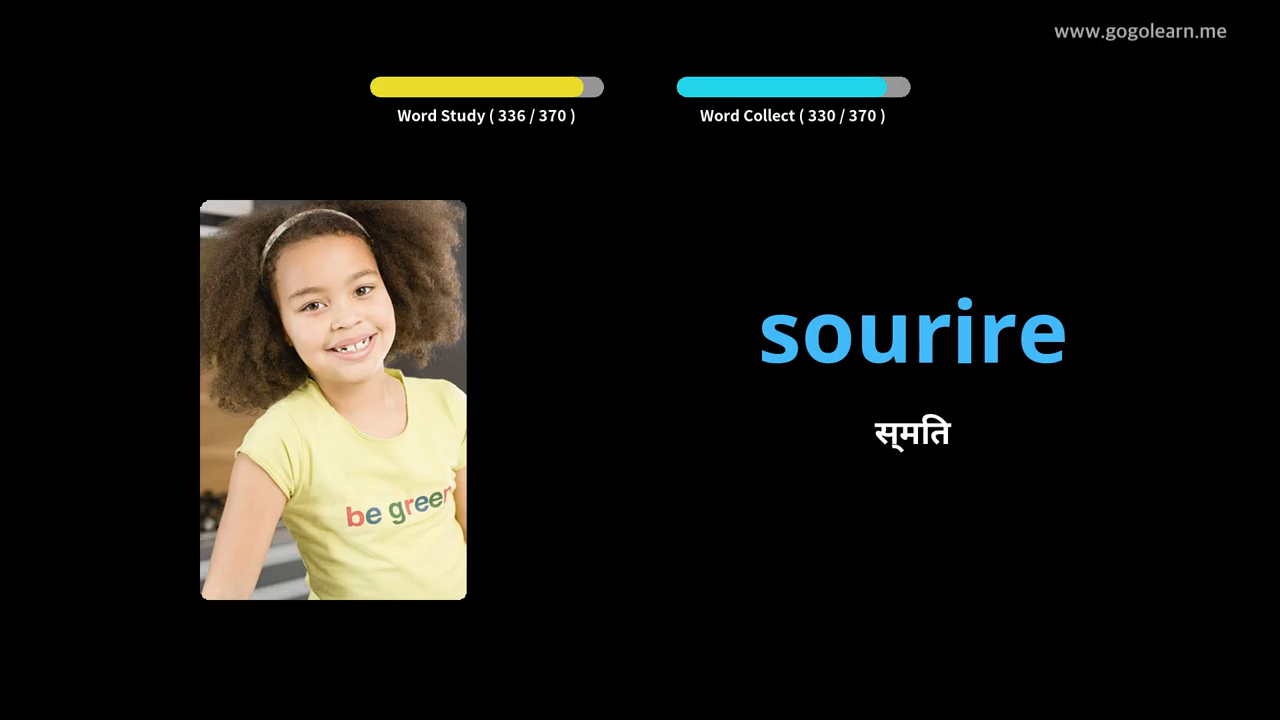 www.gogolearn.me
Word Study ( 336 / 370 )
Word Collect ( 330 / 370 )
sourire
स्‌मति
be green